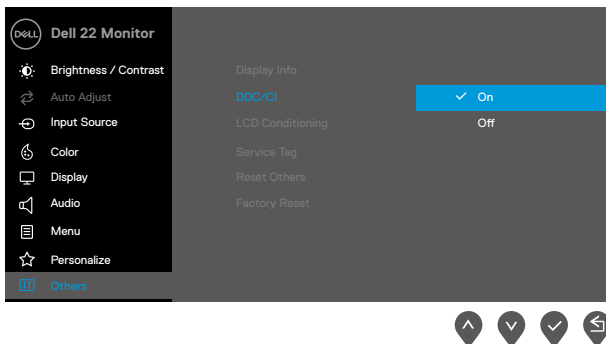 DELL Dell 22 Monitor
Brightness / Contrast
Display Info
Auto Adjust
DDC/CI
On
Input Source
LCD Conditioning
Off
Color
Service Tag
Display
Reset Others
Audio
Factory Reset
Menu
Personalize
Others